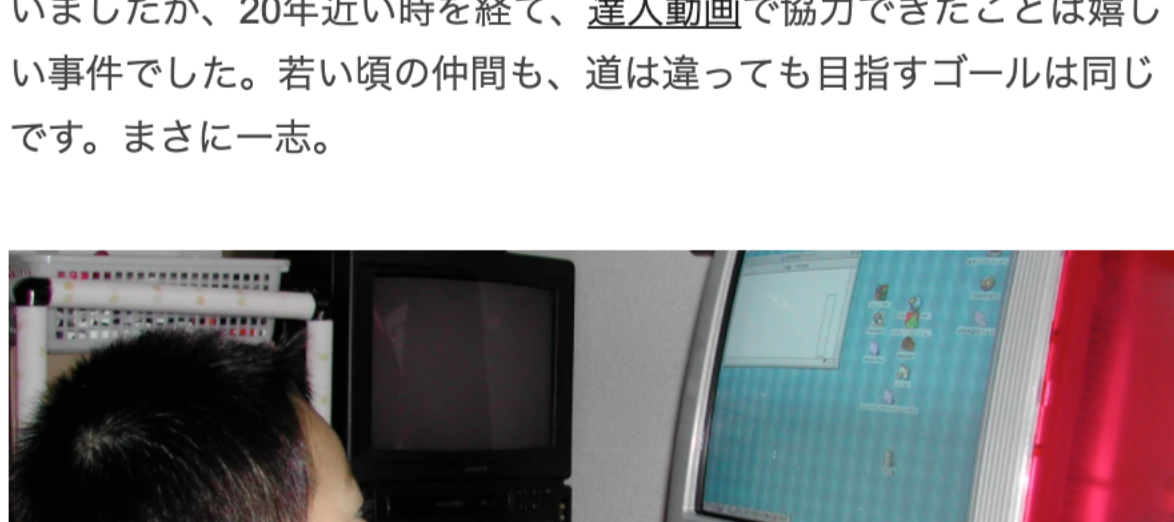 いましたが、20年近い時を経て、達人動画で協力できたことは嬉し
い事件でした。若い頃の仲間も、道は違っても目指すゴールは同じ
です。まさに一志。